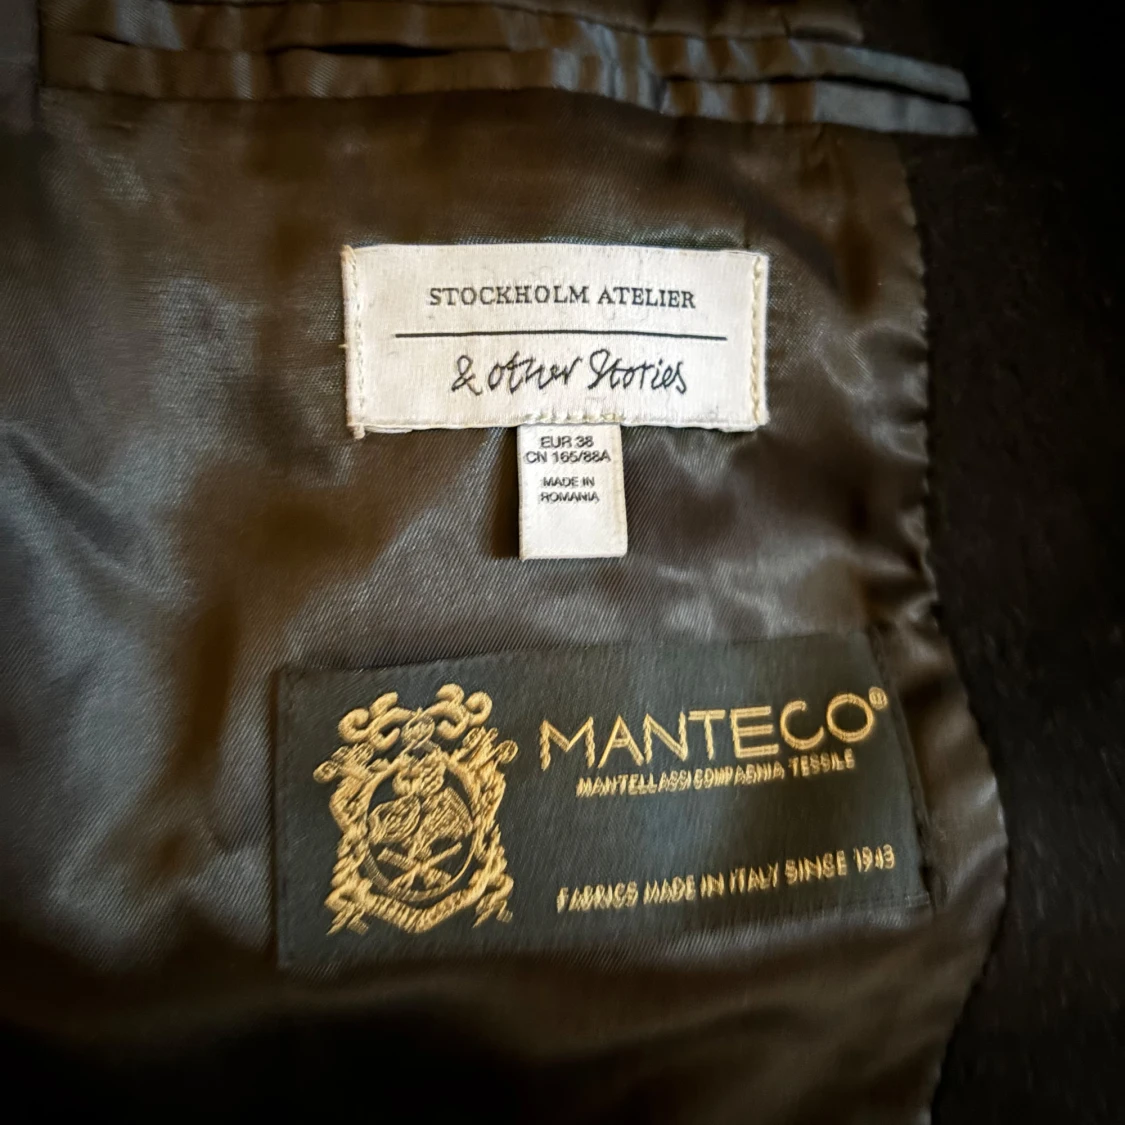 STOCKHOLM ATELIER
& other Stories
EUR 38
CN 165/88A
MADE IN
ROMANIA
MANTECO®
MANTELLASSI COMPAGNIA TESSILE
FABRICS MADE IN ITALY SINCE 1943